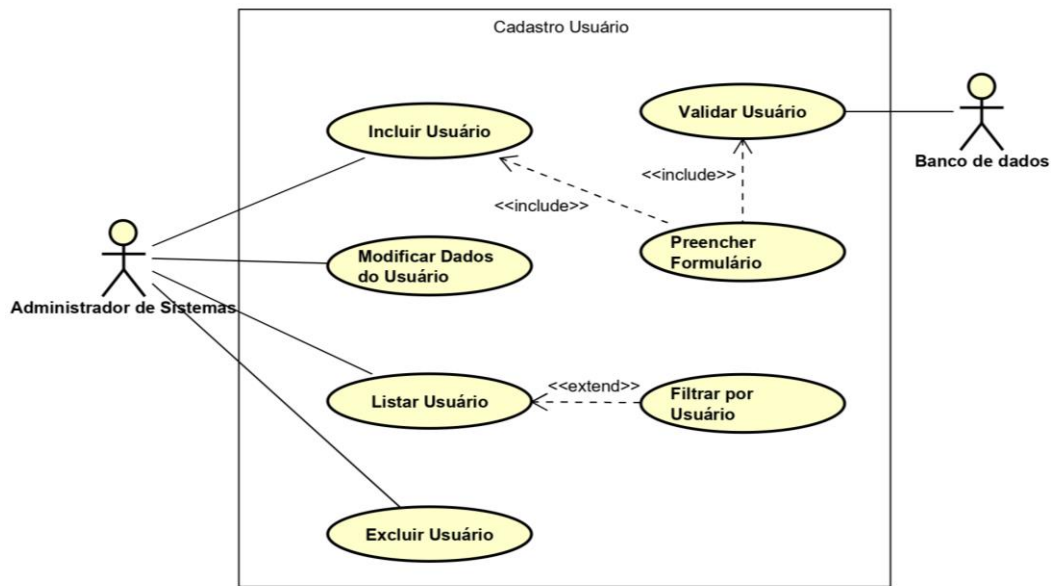 Cadastro Usuário
Incluir Usuário
Validar Usuário
Banco de dados
<<include>>
<<include>>
Preencher
Formulário
Modificar Dados
do Usuário
Administrador de Sistemas
Listar Usuário
<<extend>>
Filtrar por
Usuário
Excluir Usuário